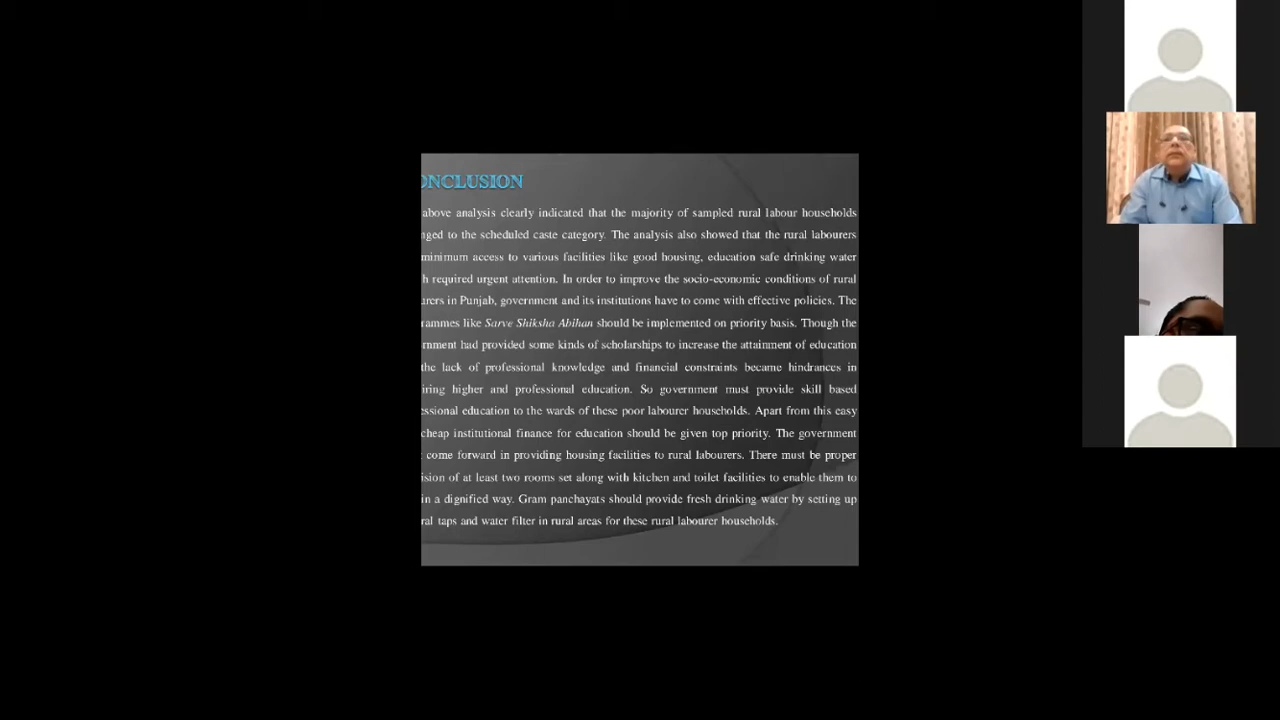 ONCLUSION
above analysis clearly indicated that the majority of sampled rural labour households
nged to the scheduled caste category. The analysis also showed that the rural labourers
minimum access to various facilities like good housing, education safe drinking water
h required urgent attention. In order to improve the socio-economic conditions of rural
urers in Punjab, government and its institutions have to come with effective policies. The
rammes like Sarve Shiksha Abihan should be implemented on priority basis. Though the
rnment had provided some kinds of scholarships to increase the attainment of education
the lack of professional knowledge and financial constraints became hindrances in
iring higher and professional education. So government must provide skill based
essional education to the wards of these poor labourer households. Apart from this easy
cheap institutional finance for education should be given top priority. The government
come forward in providing housing facilities to rural labourers. There must be proper
ision of at least two rooms set along with kitchen and toilet facilities to enable them to
in a dignified way. Gram panchayats should provide fresh drinking water by setting up
ral taps and water filter in rural areas for these rural labourer households.